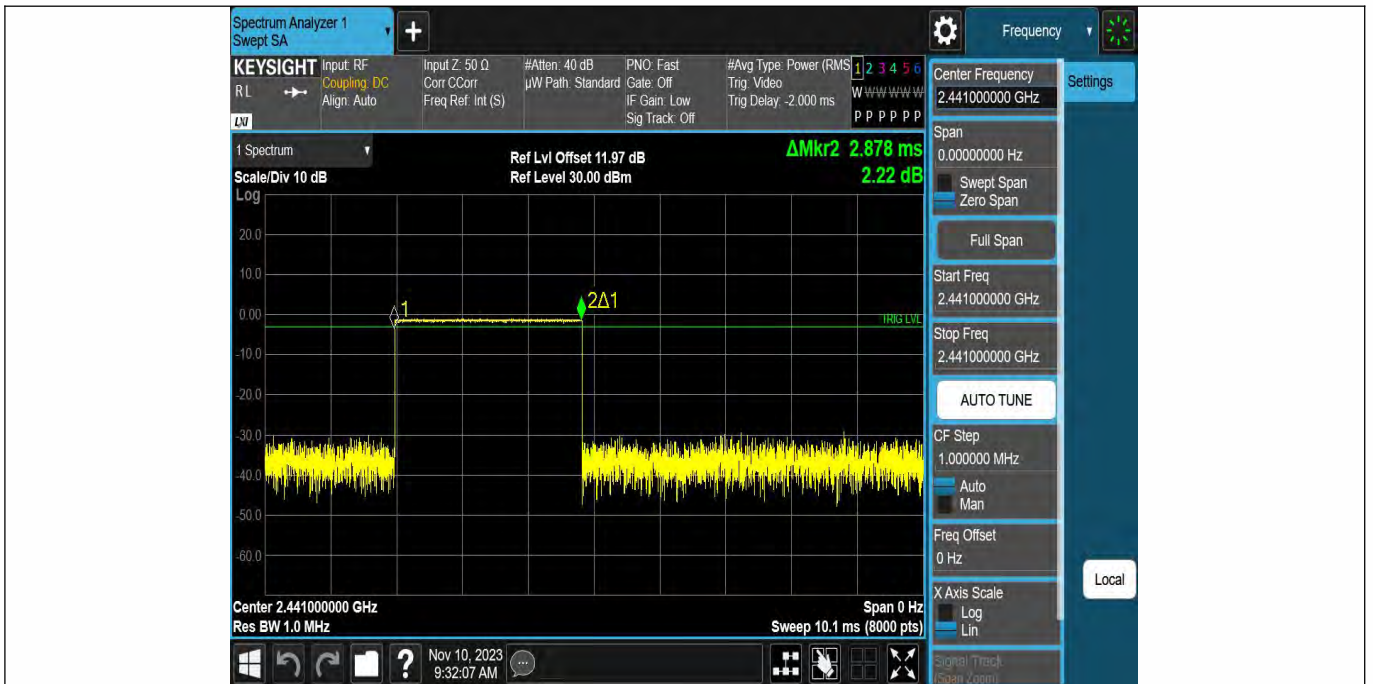 Spectrum Analyzer 1
Swept SA
+
Frequency
KEYSIGHT
R L
LXI
Input: RF
Coupling: DC
Align: Auto
Input Z: 50 Ω
Corr CCorr
Freq Ref: Int (S)
#Atten: 40 dB
µW Path: Standard
PNO: Fast
Gate: Off
IF Gain: Low
Sig Track: Off
#Avg Type: Power (RMS
Trig: Video
Trig Delay: -2.000 ms
1 2 3 4 5 6
W W W W W W
P P P P P P
1 Spectrum
Scale/Div 10 dB
Log
Ref Lvl Offset 11.97 dB
Ref Level 30.00 dBm
ΔMkr2 2.878 ms
2.22 dB
20.0
10.0
0.00
-10.0
-20.0
-30.0
-40.0
-50.0
-60.0
1
2Δ1
TRIG LVL
Center 2.441000000 GHz
Res BW 1.0 MHz
Span 0 Hz
Sweep 10.1 ms (8000 pts)
?
Nov 10, 2023
9:32:07 AM
Center Frequency
2.441000000 GHz
Span
0.00000000 Hz
Swept Span
Zero Span
Full Span
Start Freq
2.441000000 GHz
Stop Freq
2.441000000 GHz
AUTO TUNE
CF Step
1.000000 MHz
Auto
Man
Freq Offset
0 Hz
X Axis Scale
Log
Lin
Signal Track
(Span Zoom)
Settings
Local